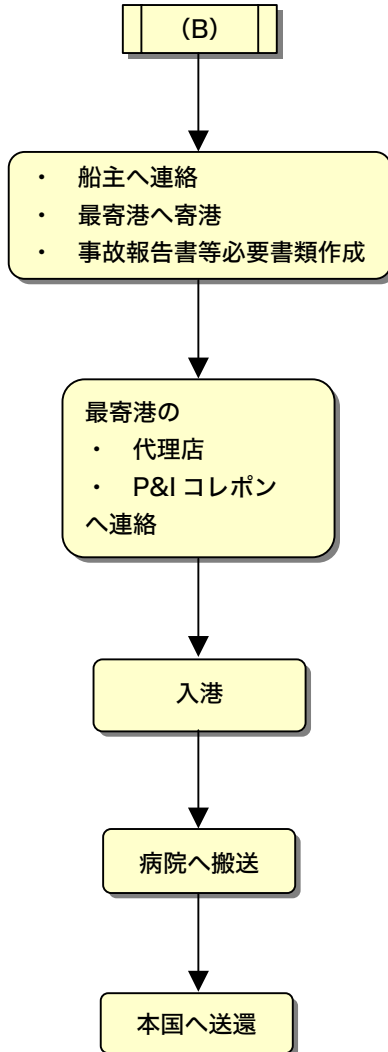 (B)
・ 船主へ連絡
・ 最寄港へ寄港
・ 事故報告書等必要書類作成
最寄港の
・ 代理店
・ P&I コレポン
へ連絡
入港
病院へ搬送
本国へ送還